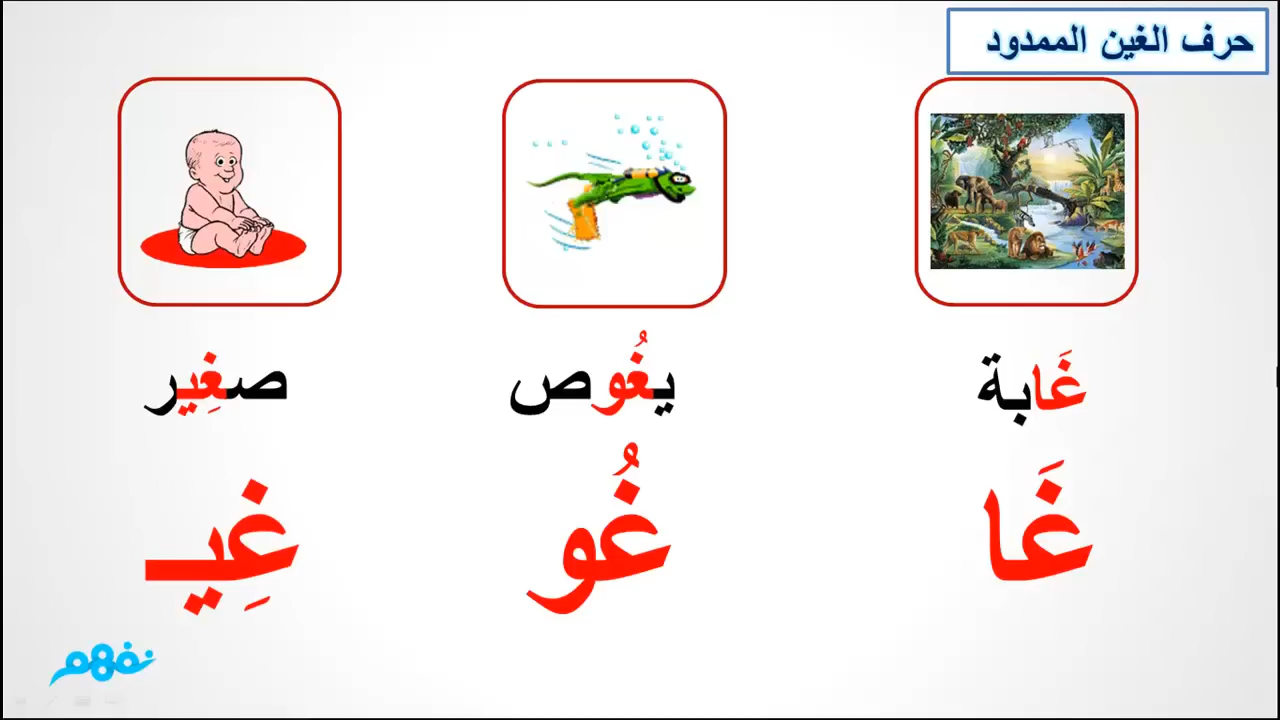 حرف الغين الممدود
غَابة
يغُوص
صغِير
غَا
غُو
غِيـ
نفهم